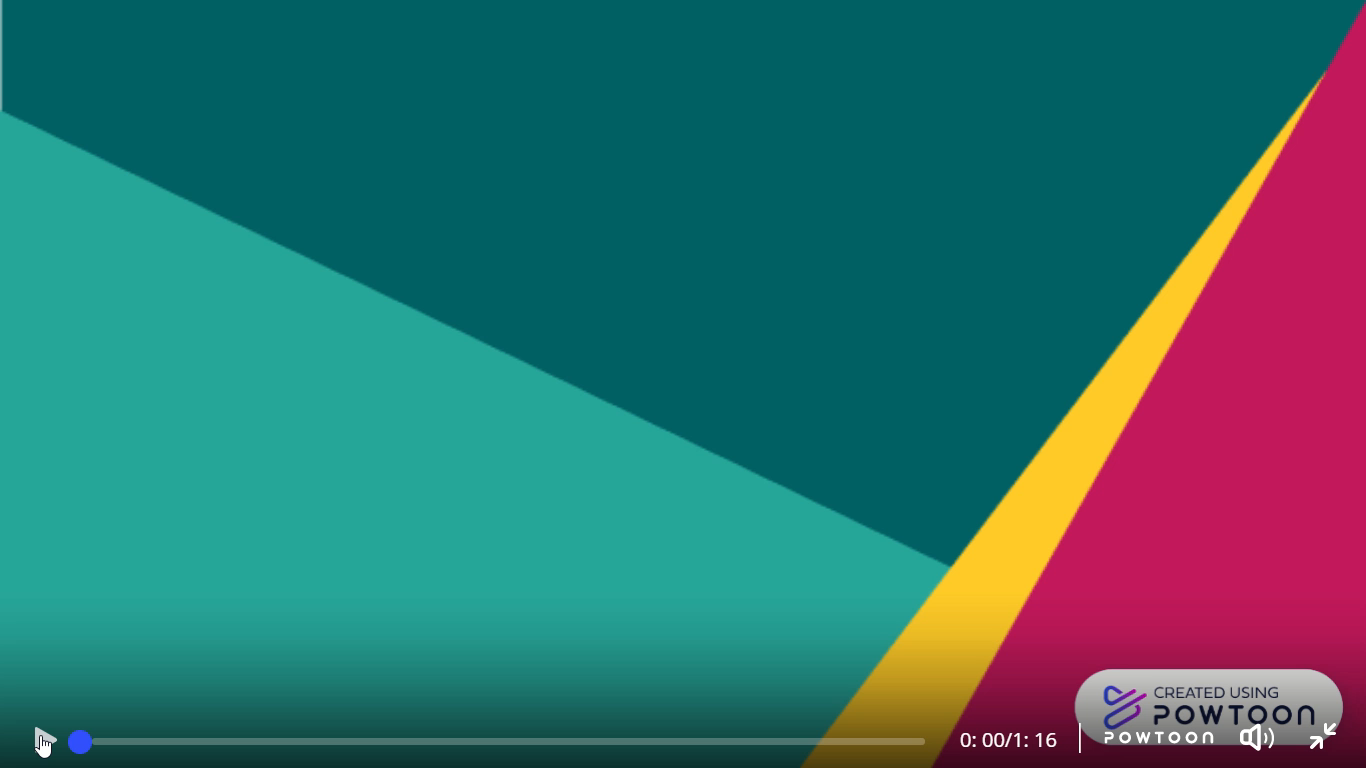 CREATED USING
POWTOON
0: 00/1: 16
POWTOON